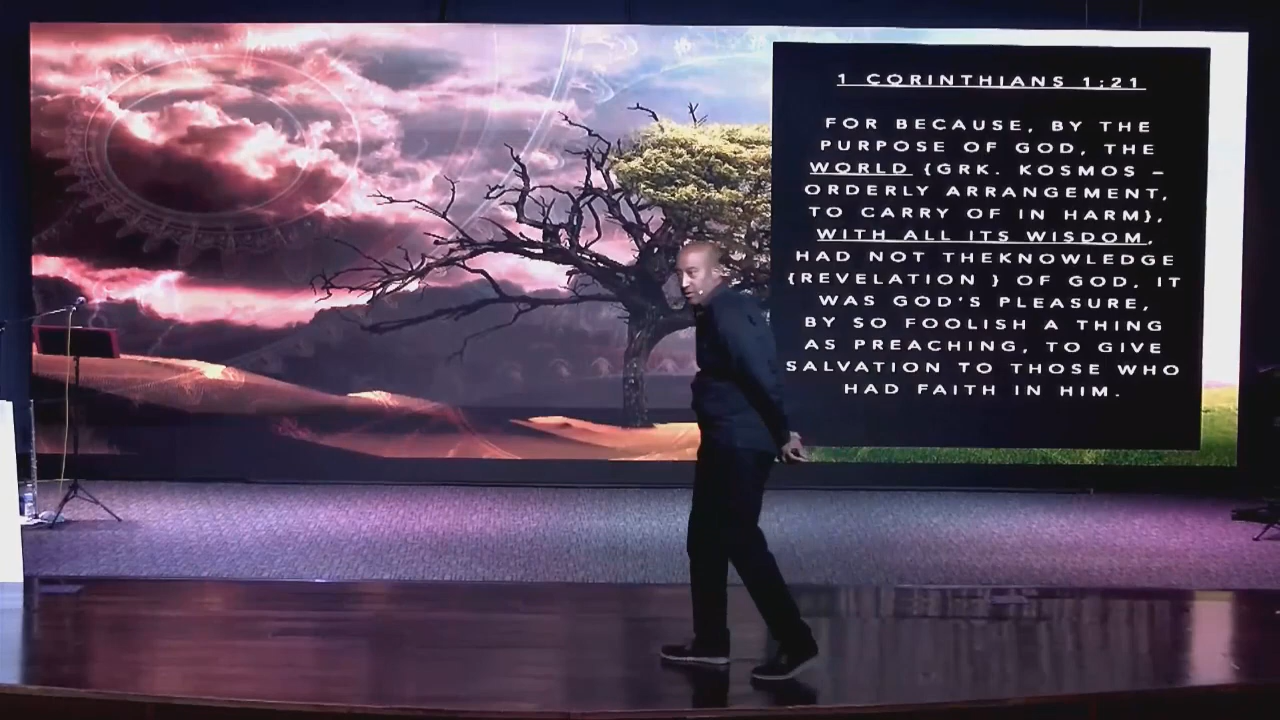 1 CORINTHIANS 1:21
FOR BECAUSE, BY THE
PURPOSE OF GOD, THE
WORLD {GRK. KOSMOS –
ORDERLY ARRANGEMENT,
TO CARRY OF IN HARM},
WITH ALL ITS WISDOM,
HAD NOT THEKNOWLEDGE
{REVELATION } OF GOD, IT
WAS GOD'S PLEASURE,
BY SO FOOLISH A THING
AS PREACHING, TO GIVE
SALVATION TO THOSE WHO
HAD FAITH IN HIM.